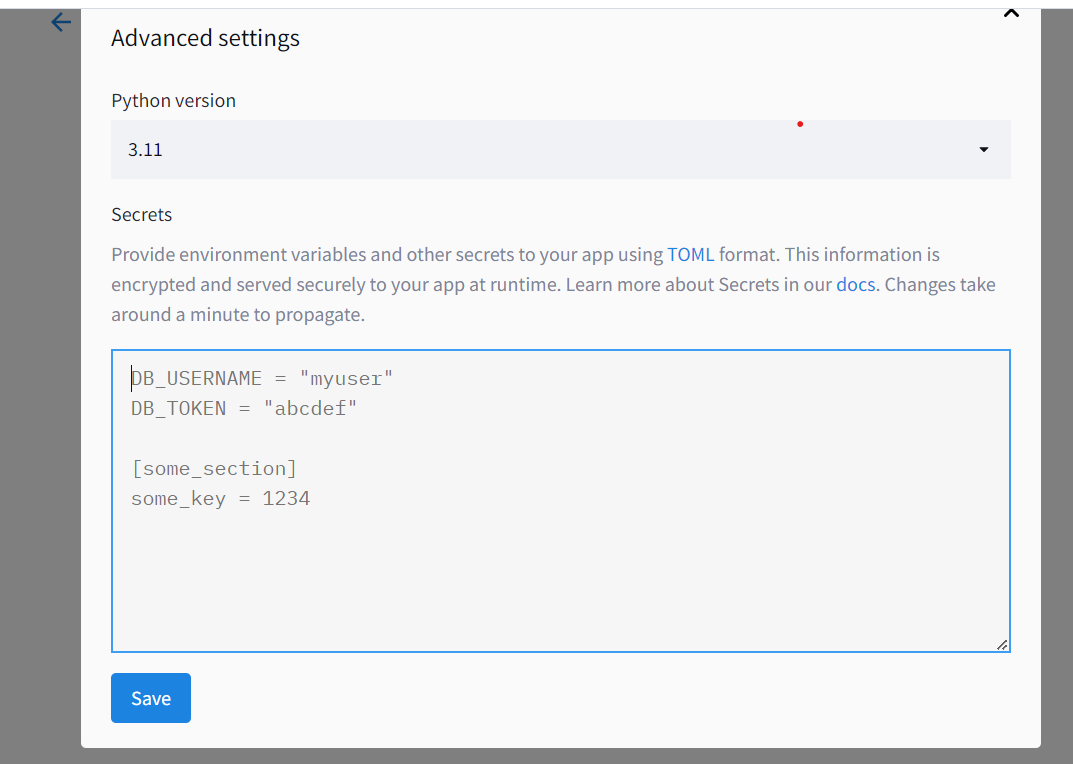 Advanced settings
Python version
3.11
Secrets
Provide environment variables and other secrets to your app using TOML format. This information is
encrypted and served securely to your app at runtime. Learn more about Secrets in our docs. Changes take
around a minute to propagate.
DB_USERNAME = "myuser"
DB_TOKEN = "abcdef"
[some_section]
some_key = 1234
Save